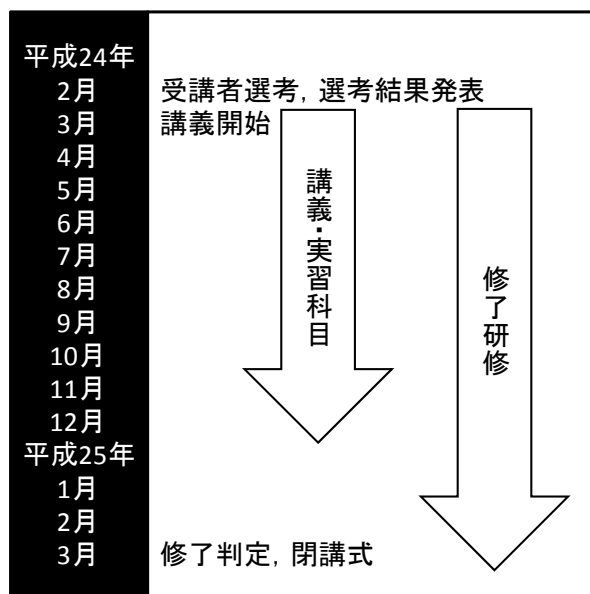 平成24年
2月 受講者選考，選考結果発表
3月 講義開始
4月
5月
6月
7月
8月
9月
10月
11月
12月
平成25年
1月
2月
3月 修了判定，閉講式
講義・実習科目
修了研修